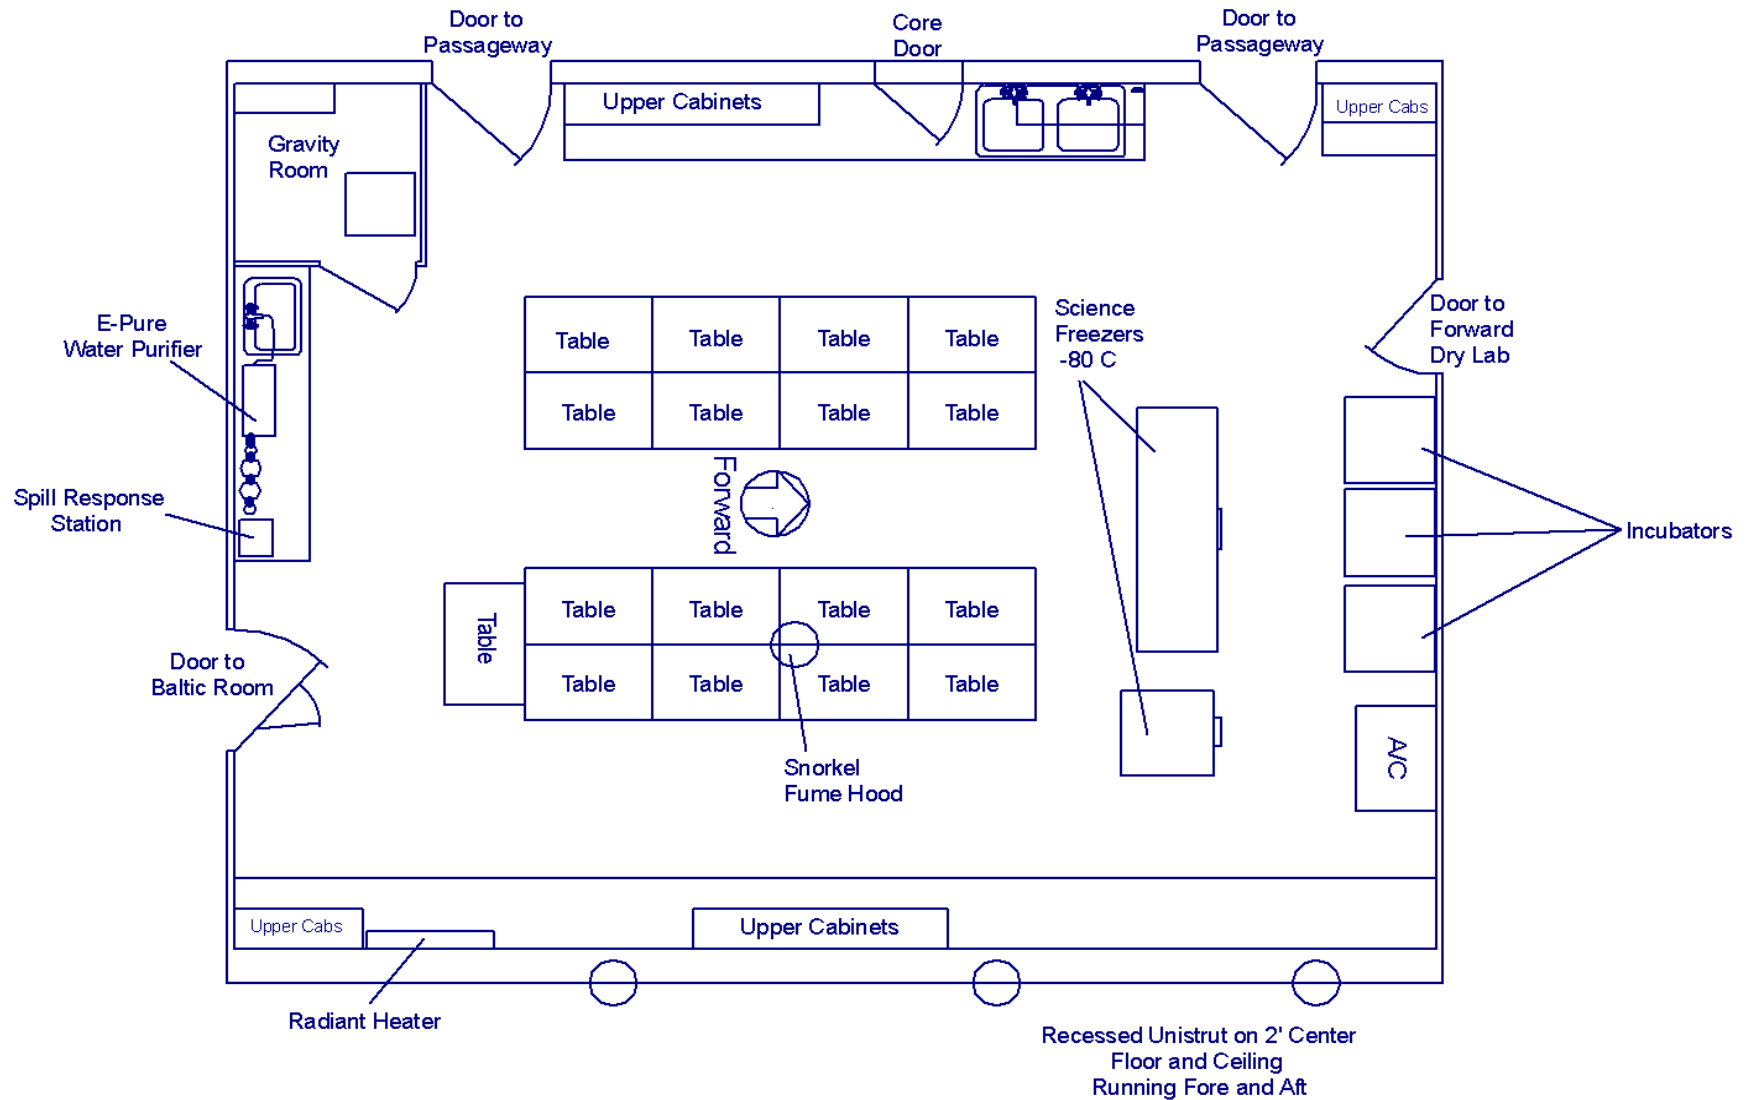 Door to
Passageway
Core
Door
Door to
Passageway
Upper Cabinets
Upper Cabs
Gravity
Room
E-Pure
Water Purifier
Science
Freezers
-80 C
Door to
Forward
Dry Lab
Table
Table
Table
Table
Table
Table
Table
Table
Forward
Spill Response
Station
Incubators
Table
Table
Table
Table
Table
Table
Table
Table
Table
Door to
Baltic Room
Snorkel
Fume Hood
A/C
Upper Cabs
Upper Cabinets
Radiant Heater
Recessed Unistrut on 2' Center
Floor and Ceiling
Running Fore and Aft